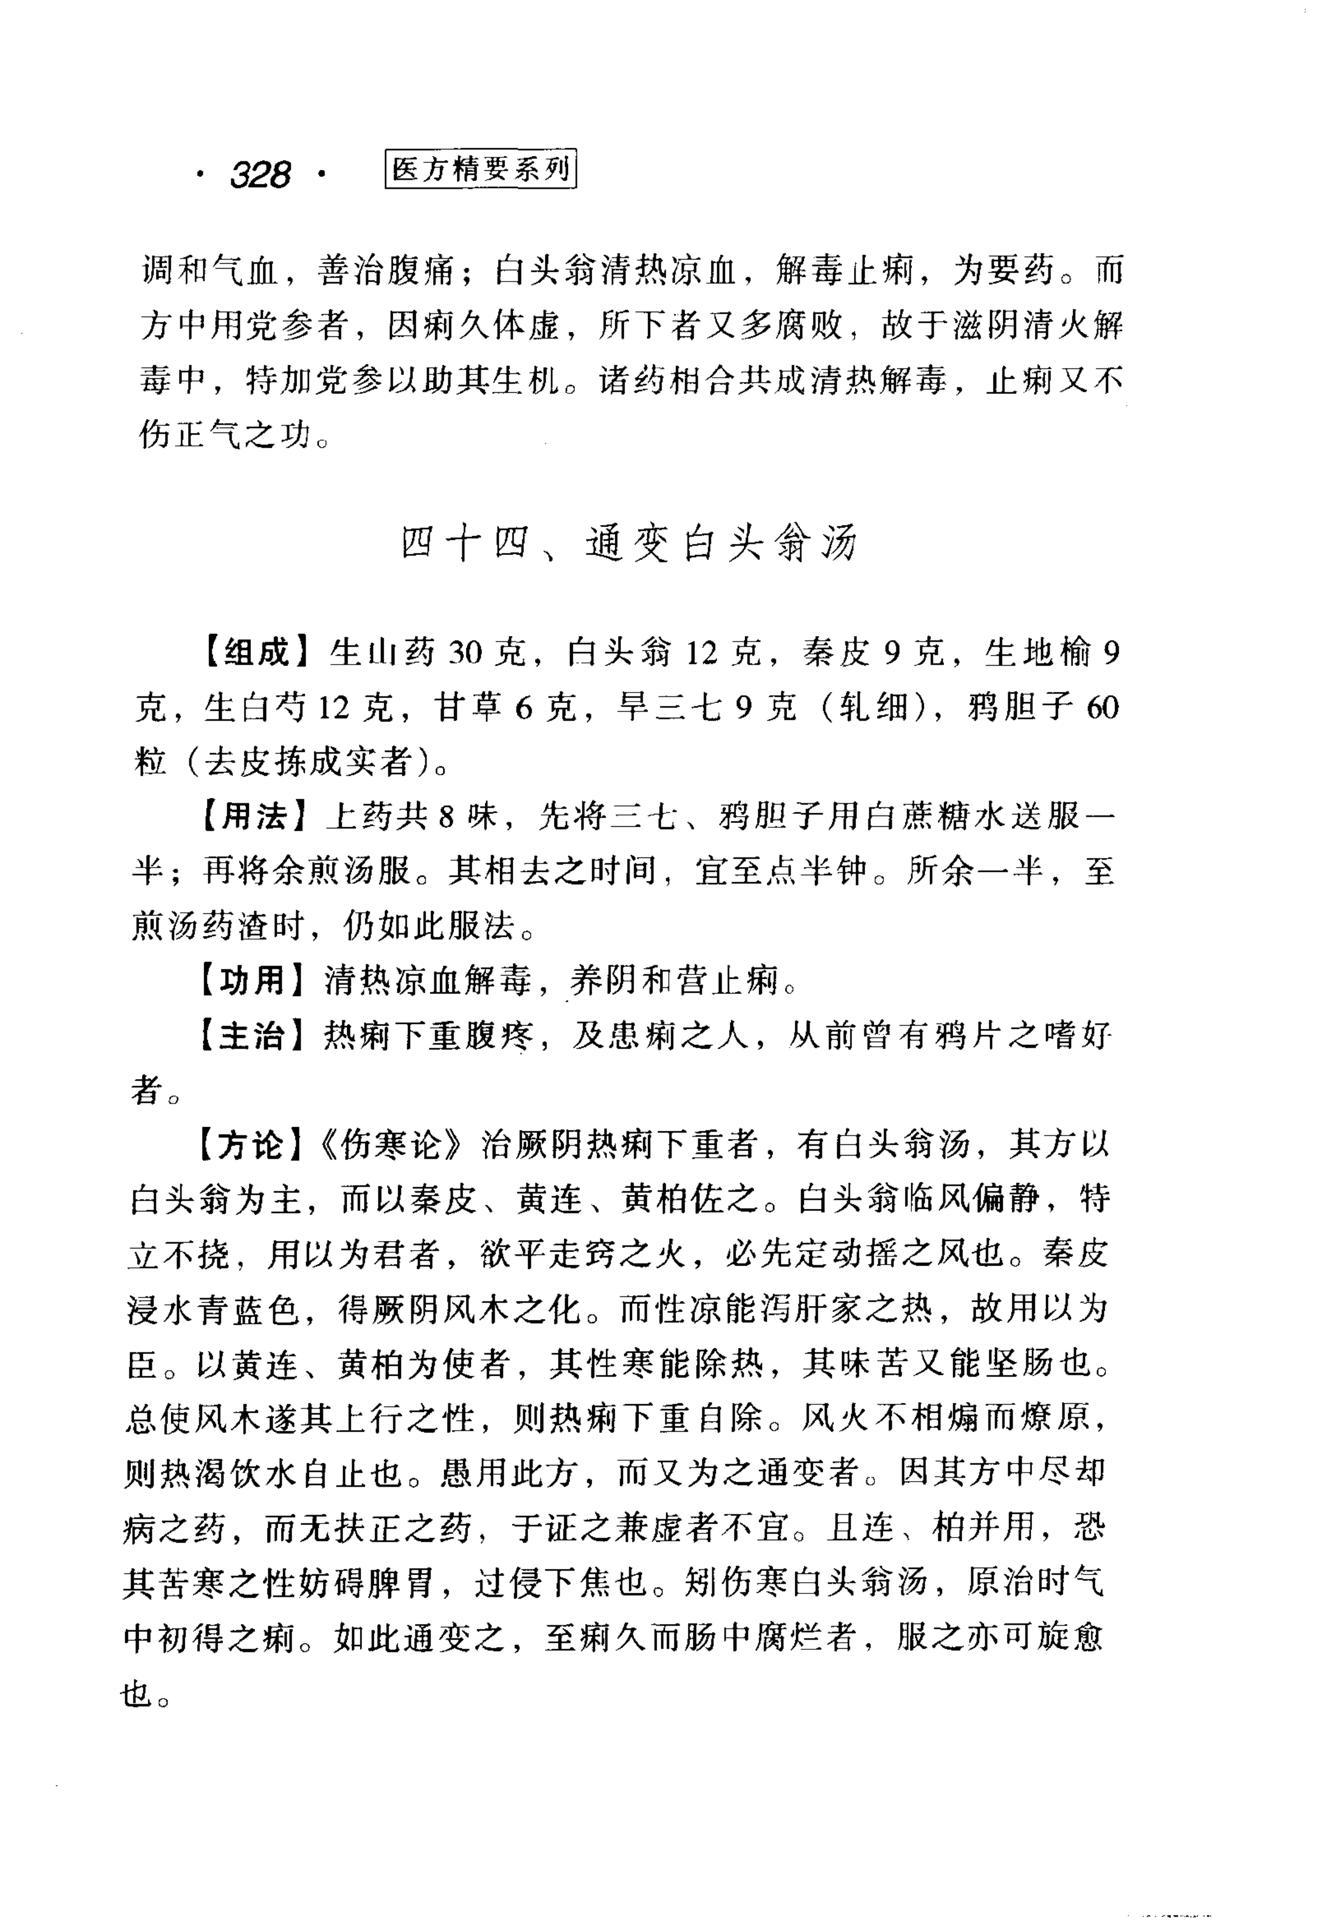 · 328 · 医方精要系列
调和气血，善治腹痛；白头翁清热凉血，解毒止痢，为要药。而
方中用党参者，因痢久体虚，所下者又多腐败，故于滋阴清火解
毒中，特加党参以助其生机。诸药相合共成清热解毒，止痢又不
伤正气之功。
四十四、通变白头翁汤
【组成】生山药 30 克，白头翁 12 克，秦皮 9 克，生地榆 9
克，生白芍 12 克，甘草 6 克，旱三七 9 克（轧细），鸦胆子 60
粒（去皮拣成实者）。
【用法】上药共 8 味，先将三七、鸦胆子用白蔗糖水送服一
半；再将余煎汤服。其相去之时间，宜至点半钟。所余一半，至
煎汤药渣时，仍如此服法。
【功用】清热凉血解毒，养阴和营止痢。
【主治】热痢下重腹疼，及患痢之人，从前曾有鸦片之嗜好
者。
【方论】《伤寒论》治厥阴热痢下重者，有白头翁汤，其方以
白头翁为主，而以秦皮、黄连、黄柏佐之。白头翁临风偏静，特
立不挠，用以为君者，欲平走窍之火，必先定动摇之风也。秦皮
浸水青蓝色，得厥阴风木之化。而性凉能泻肝家之热，故用以为
臣。以黄连、黄柏为使者，其性寒能除热，其味苦又能坚肠也。
总使风木遂其上行之性，则热痢下重自除。风火不相煽而燎原，
则热渴饮水自止也。愚用此方，而又为之通变者。因其方中尽却
病之药，而无扶正之药，于证之兼虚者不宜。且连、柏并用，恐
其苦寒之性妨碍脾胃，过侵下焦也。矧伤寒白头翁汤，原治时气
中初得之痢。如此通变之，至痢久而肠中腐烂者，服之亦可旋愈
也。